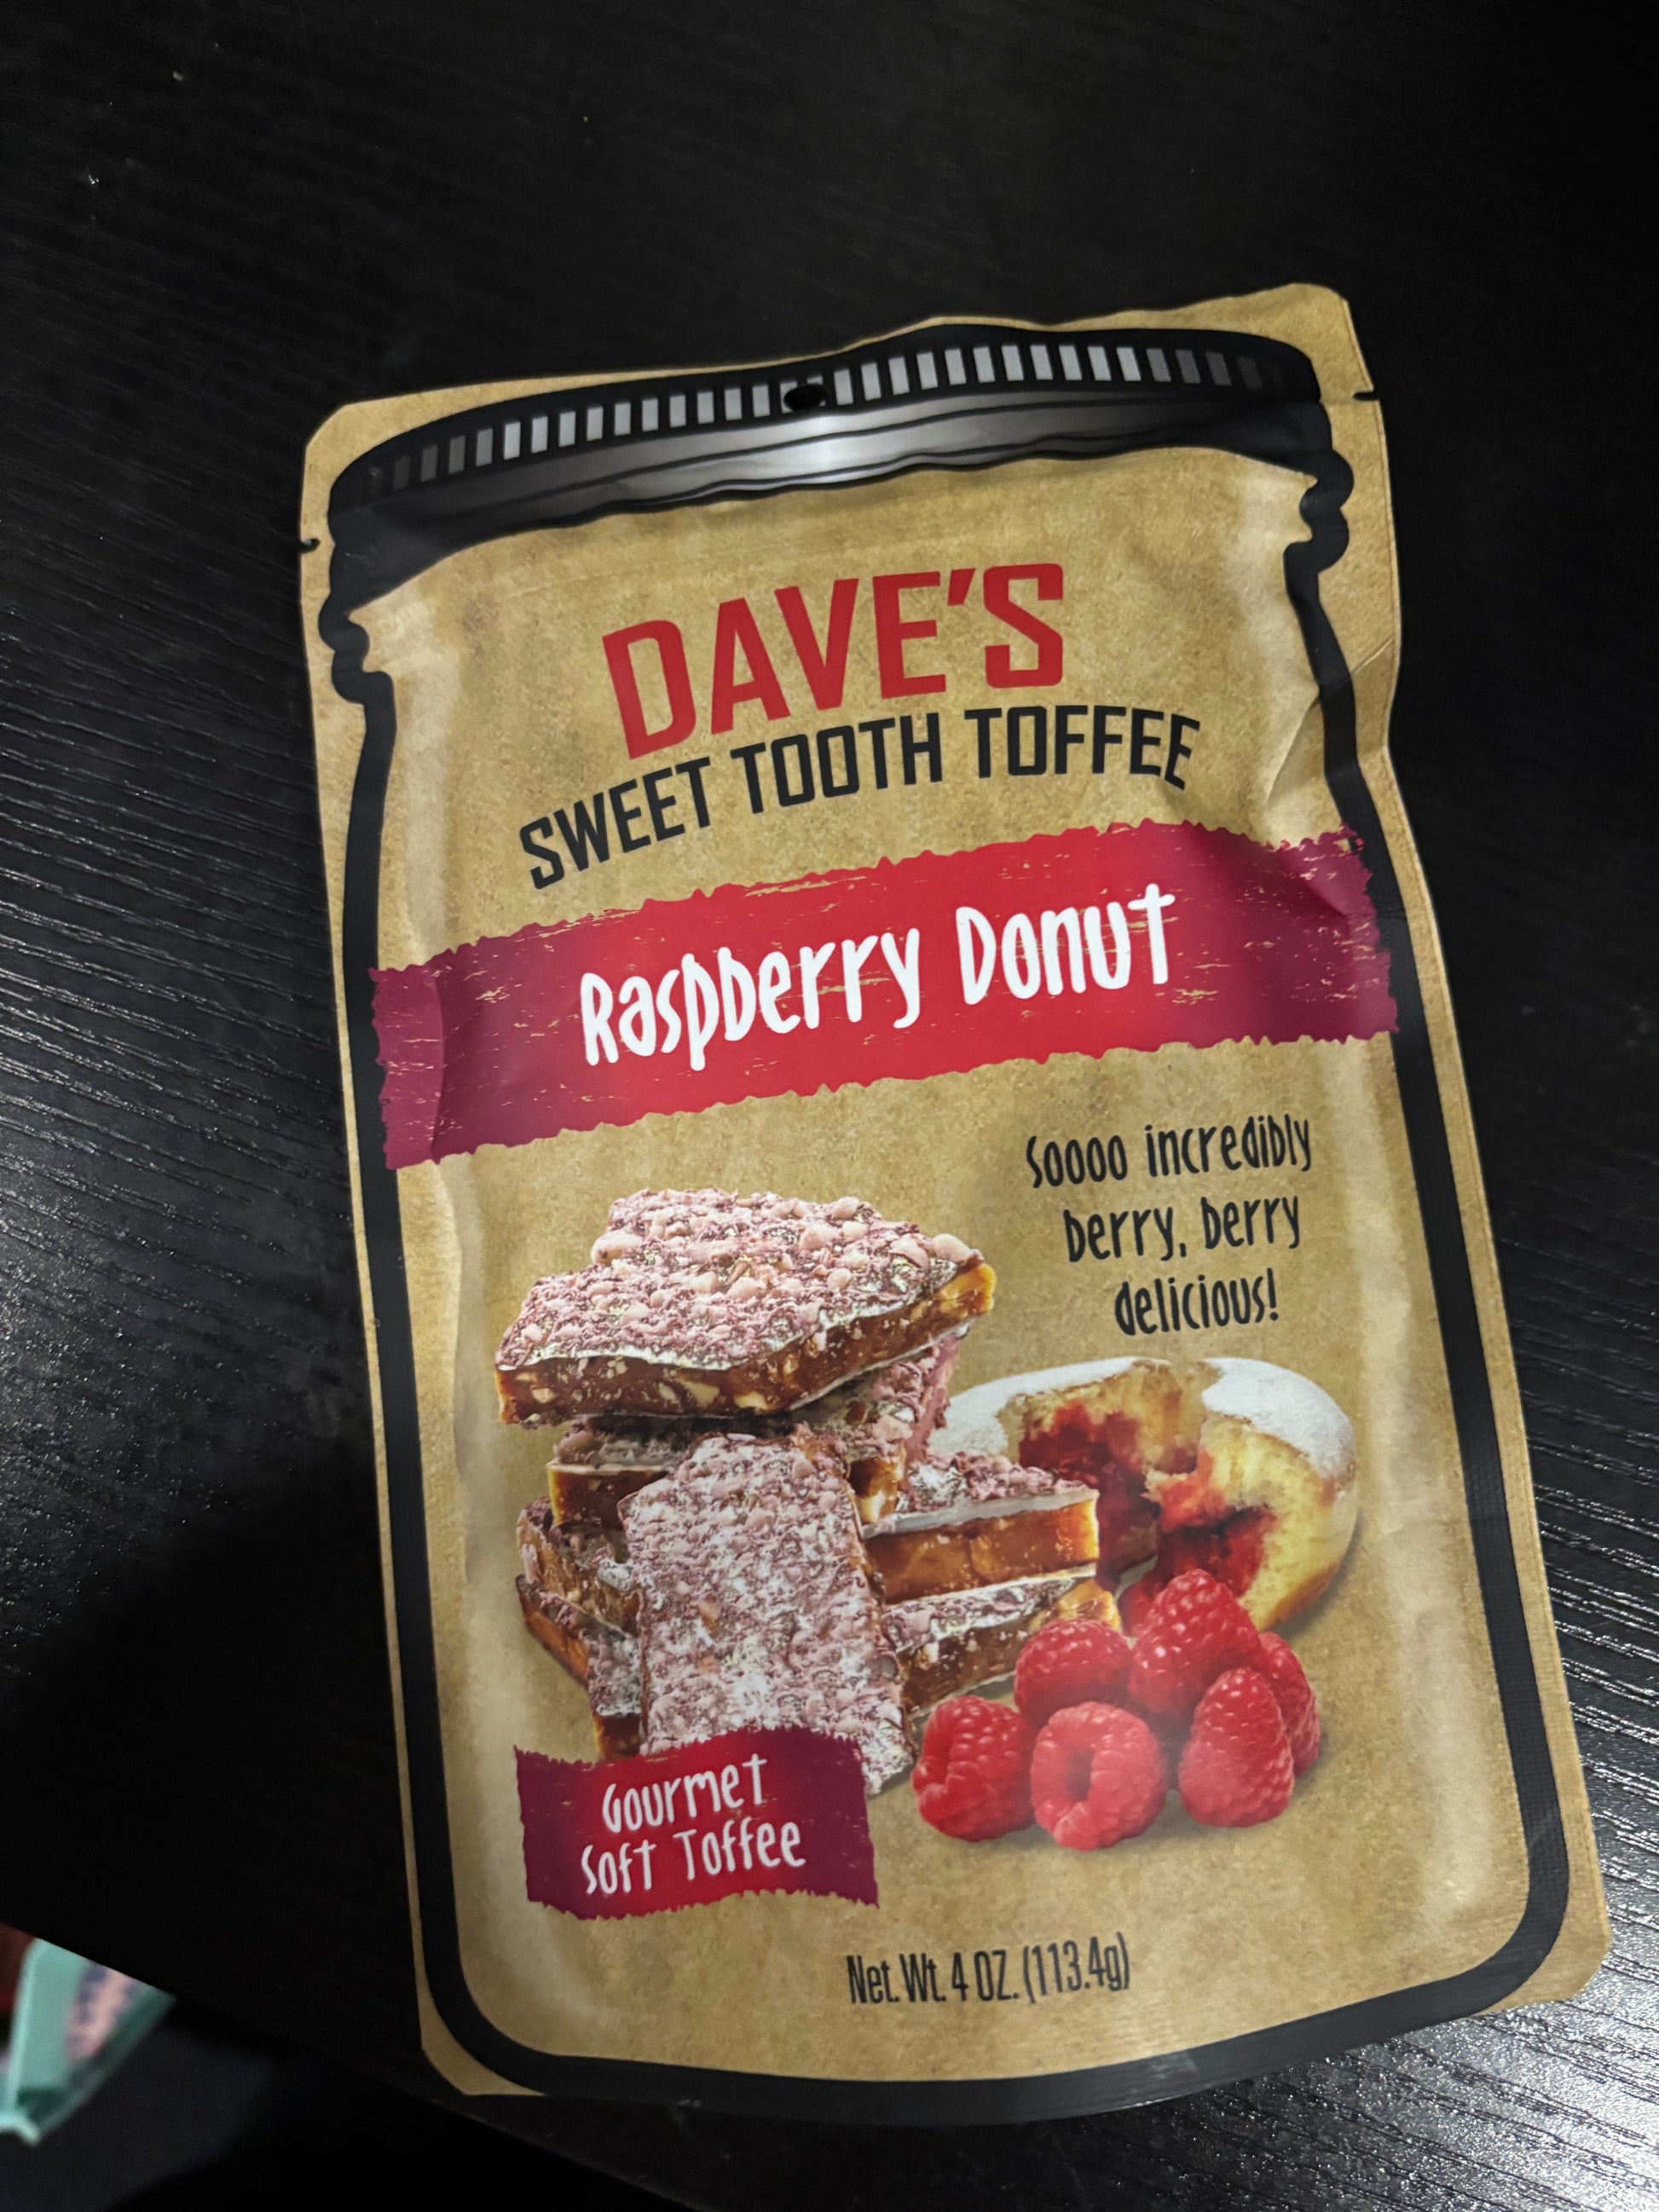 DAVE'S
SWEET TOOTH TOFFEE
Raspberry Donut
Soooo incredibly
berry, berry
delicious!
Gourmet
Soft Toffee
Net. Wt. 4 OZ. (113.4g)